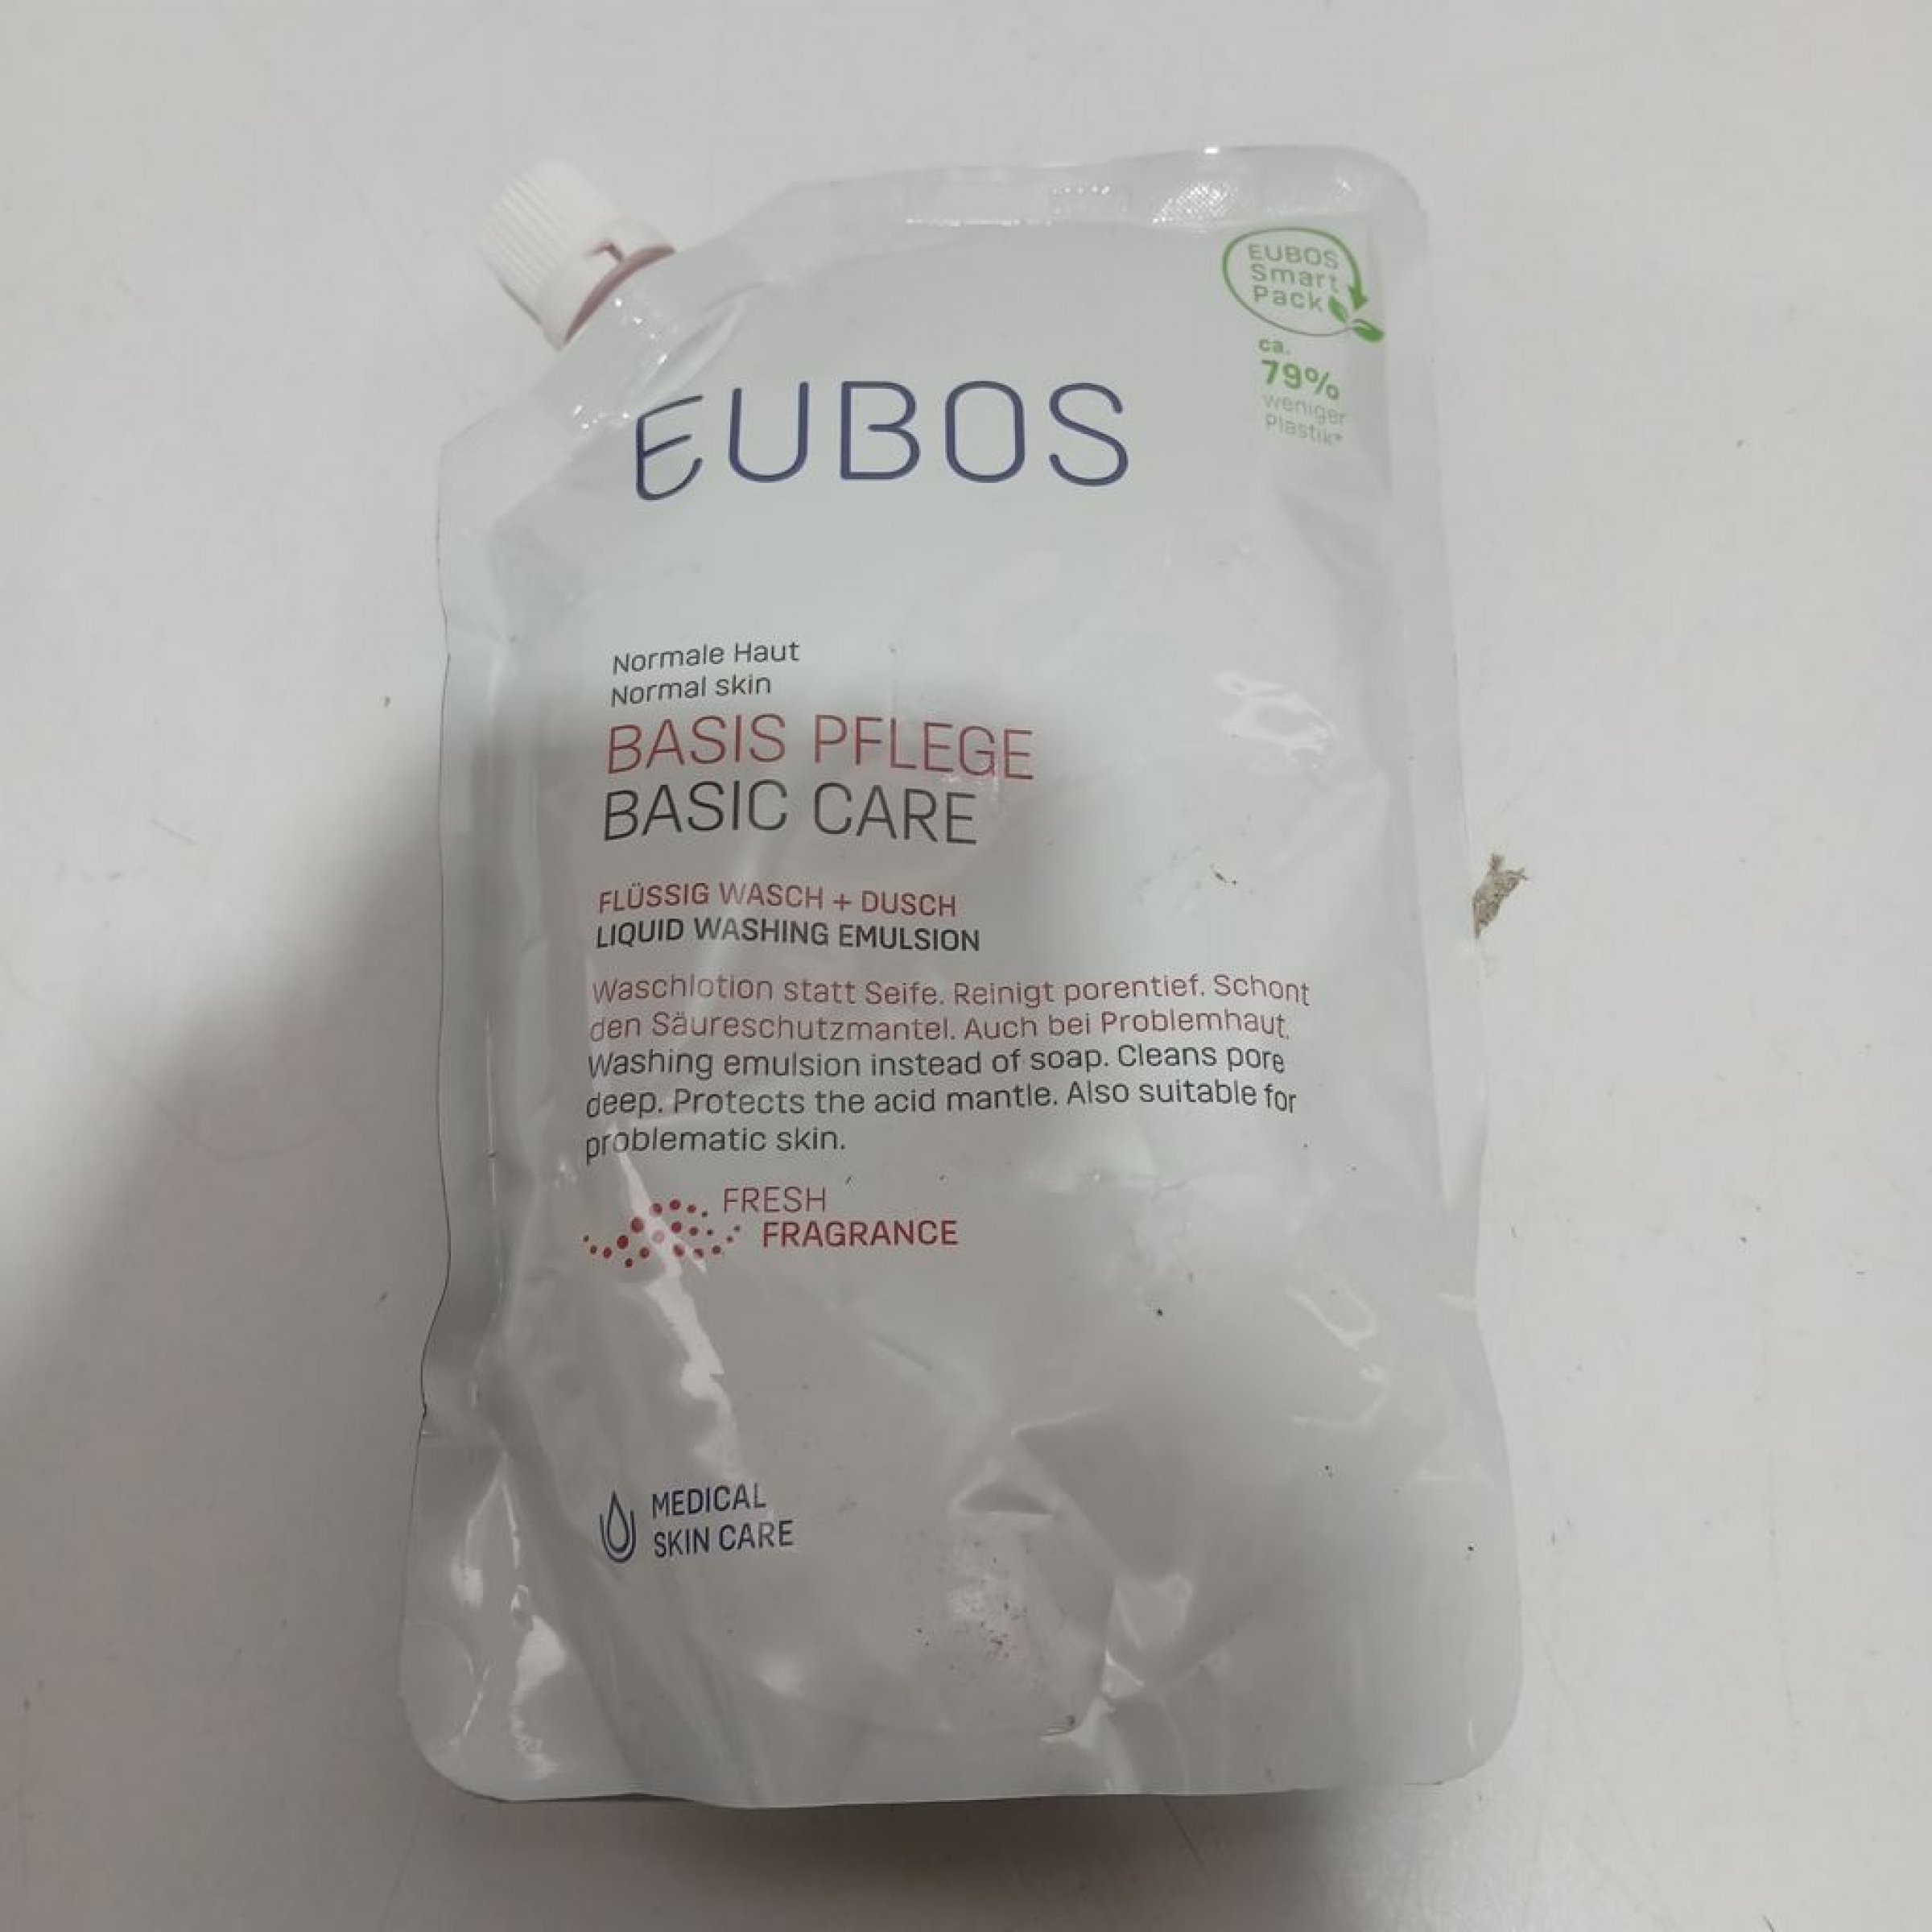 EUBOS
Smart
Pack
ca.
79%
weniger
Plastik*
EUBOS
Normale Haut
Normal skin
BASIS PFLEGE
BASIC CARE
FLÜSSIG WASCH + DUSCH
LIQUID WASHING EMULSION
Waschlotion statt Seife. Reinigt porentief. Schont
den Säureschutzmantel. Auch bei Problemhaut.
Washing emulsion instead of soap. Cleans pore
deep. Protects the acid mantle. Also suitable for
problematic skin.
FRESH
FRAGRANCE
MEDICAL
SKIN CARE